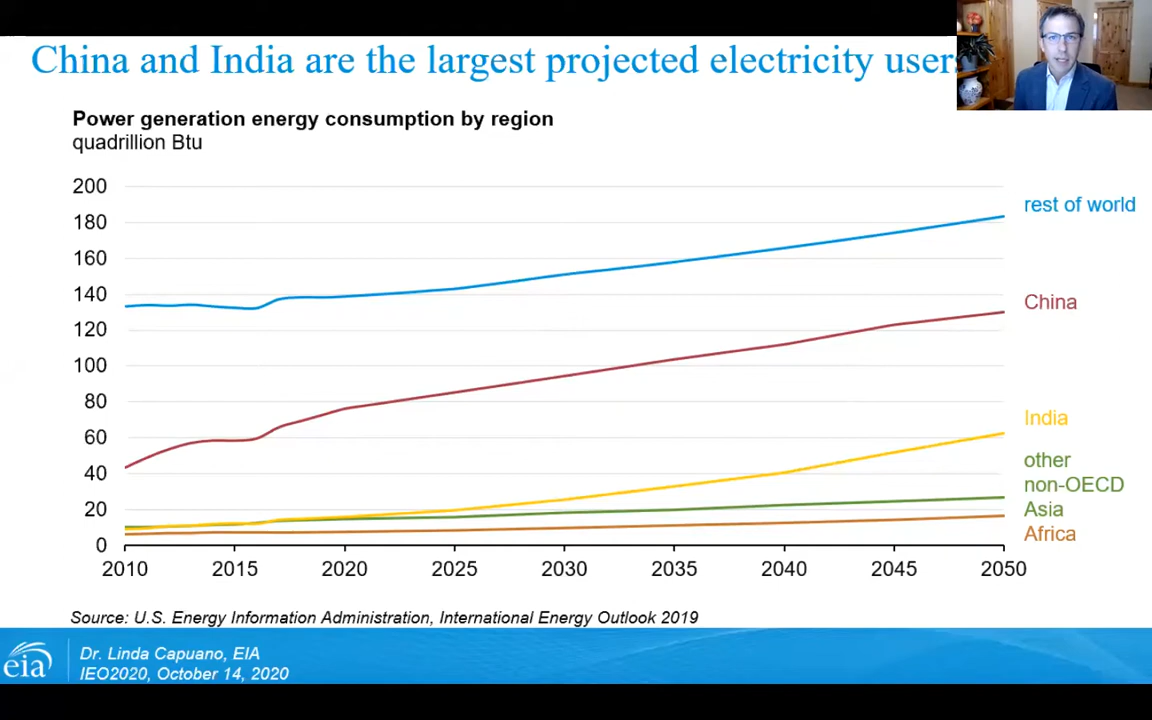 China and India are the largest projected electricity users
Power generation energy consumption by region
quadrillion Btu
200
180
160
140
120
100
80
60
40
20
0
rest of world
China
India
other
non-OECD
Asia
Africa
2010 2015 2020 2025 2030 2035 2040 2045 2050
Source: U.S. Energy Information Administration, International Energy Outlook 2019
eia
Dr. Linda Capuano, EIA
IEO2020, October 14, 2020